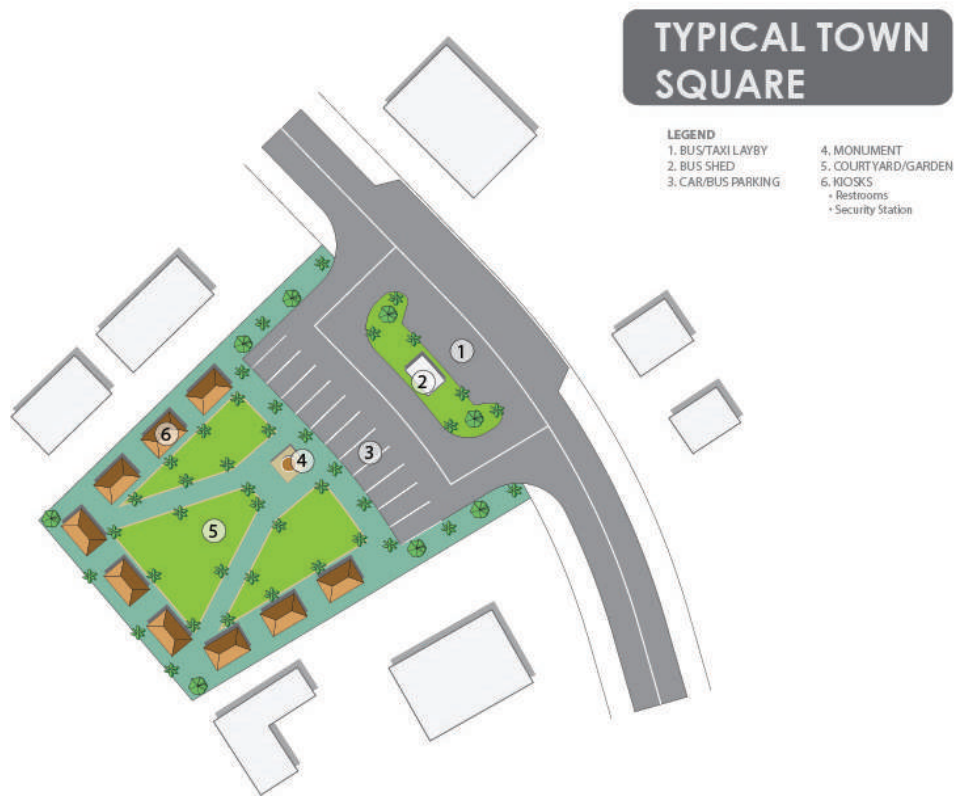 TYPICAL TOWN
SQUARE
LEGEND
1. BUS/TAXI LAYBY
2. BUS SHED
3. CAR/BUS PARKING
4. MONUMENT
5. COURTYARD/GARDEN
6. KIOSKS
• Restrooms
• Security Station
1
2
3
4
5
6